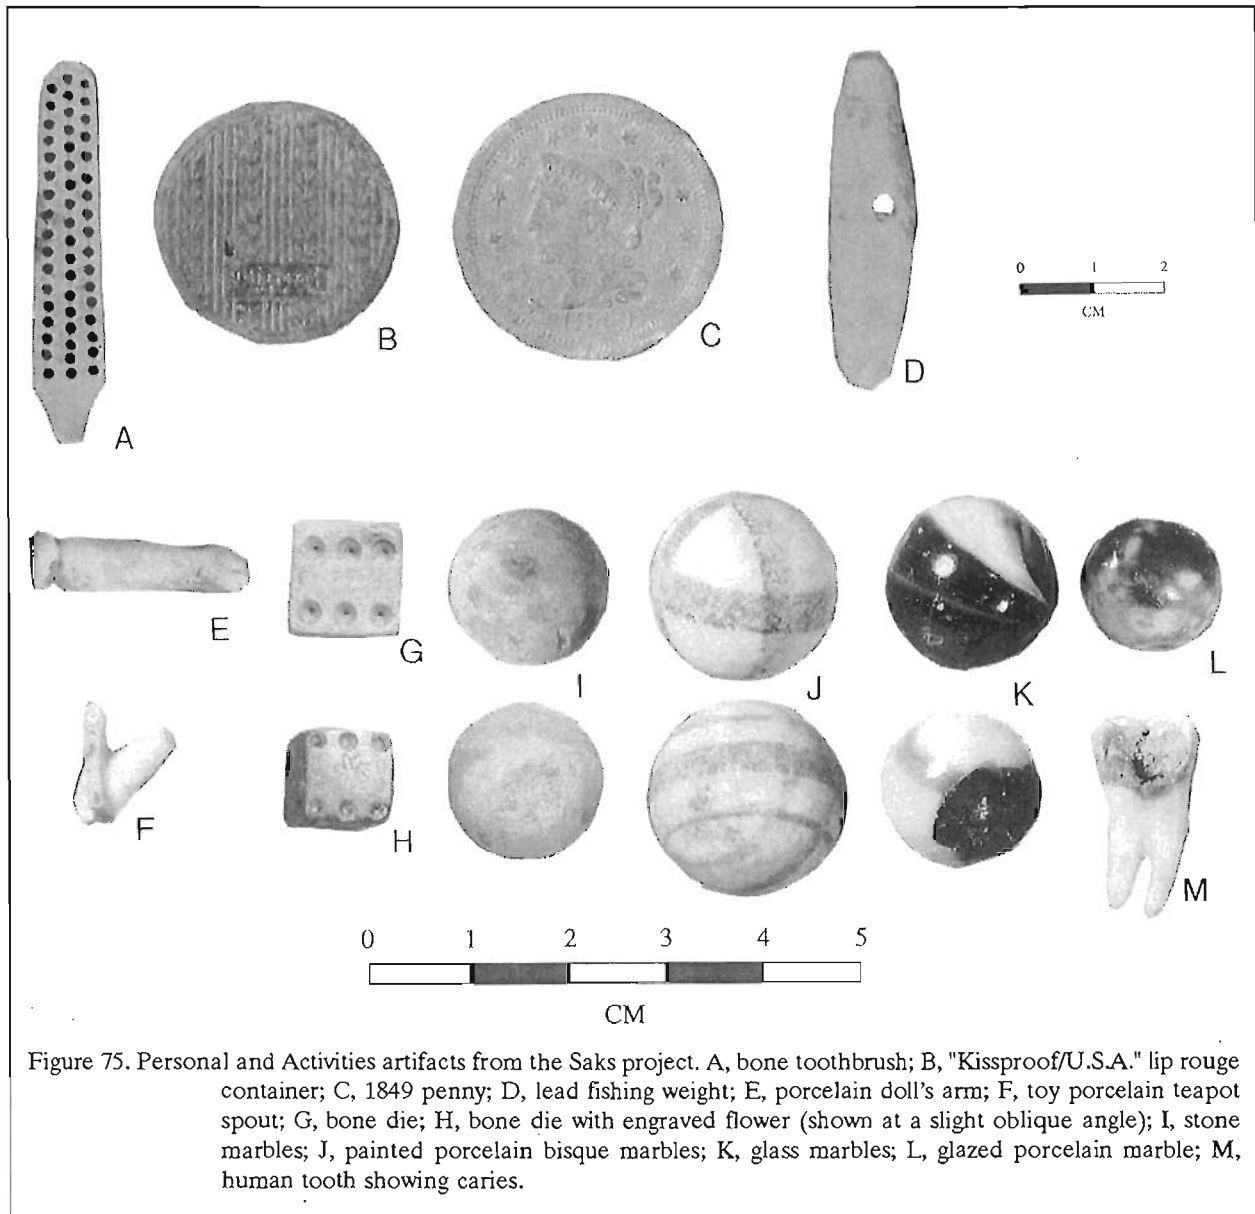 A
B
C
D
0 1 2
CM
E
G
I
J
K
L
F
H
M
0 1 2 3 4 5
CM
Figure 75. Personal and Activities artifacts from the Saks project. A, bone toothbrush; B, "Kissproof/U.S.A." lip rouge
container; C, 1849 penny; D, lead fishing weight; E, porcelain doll's arm; F, toy porcelain teapot
spout; G, bone die; H, bone die with engraved flower (shown at a slight oblique angle); I, stone
marbles; J, painted porcelain bisque marbles; K, glass marbles; L, glazed porcelain marble; M,
human tooth showing caries.